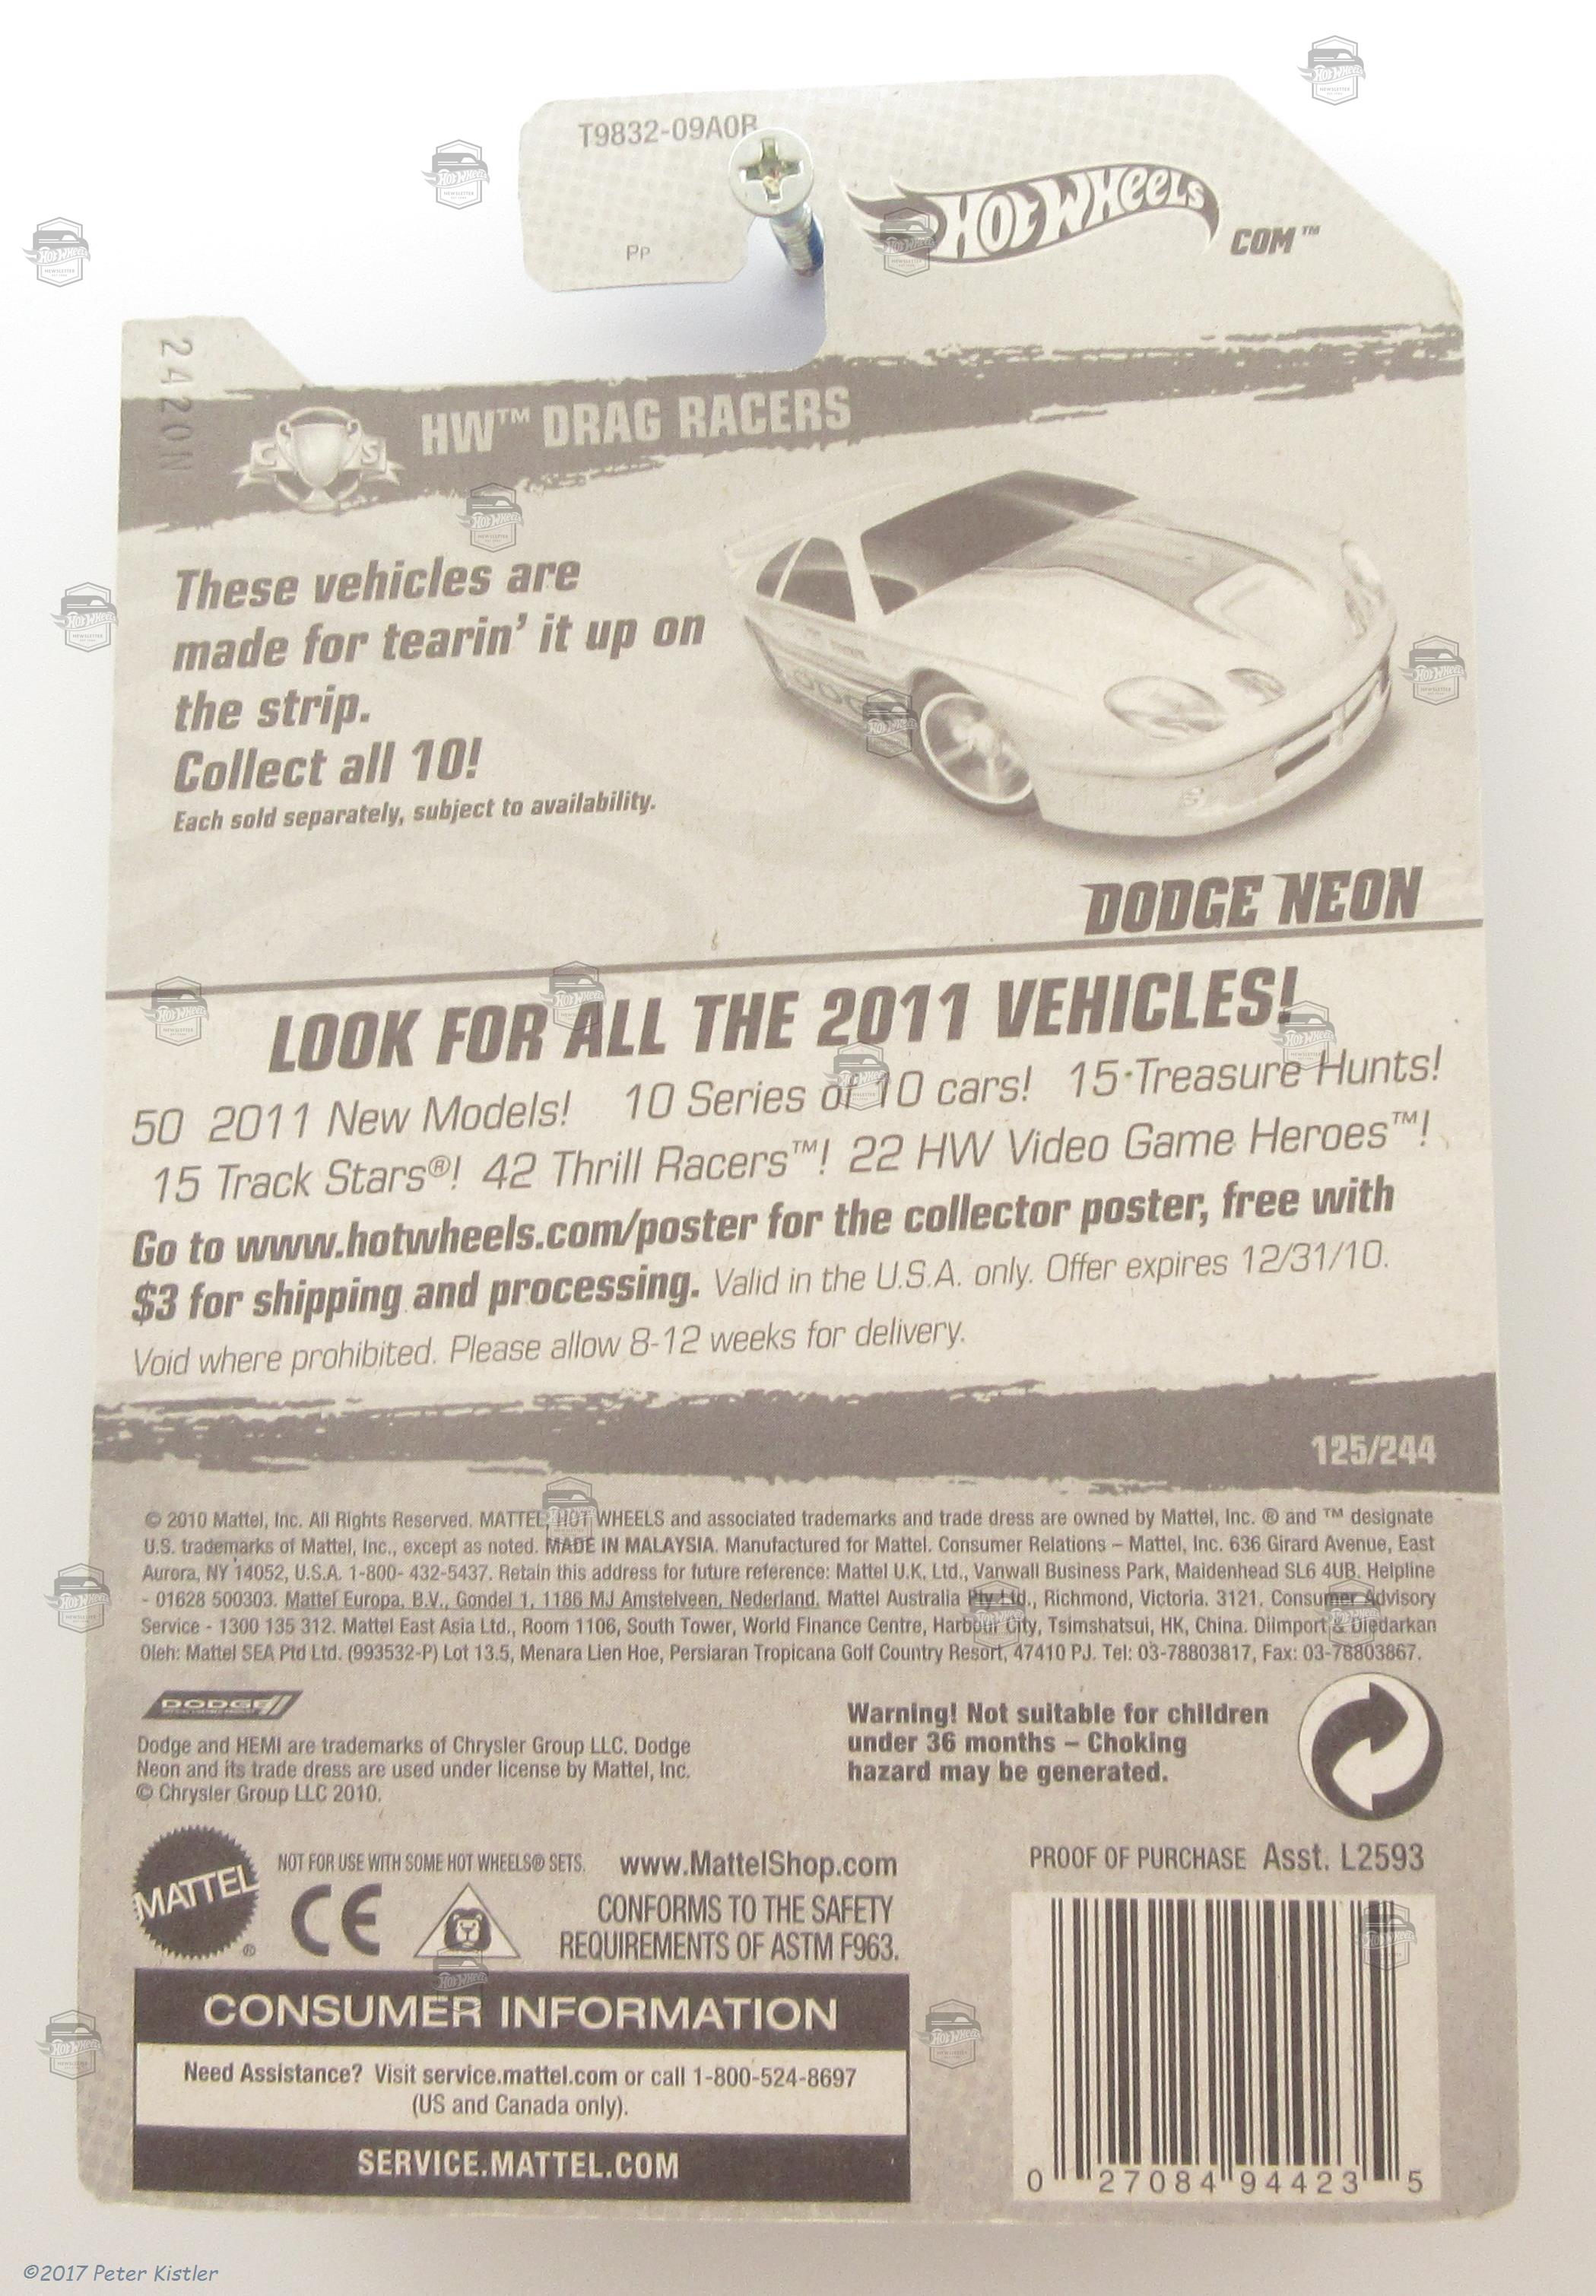 T9832-09A0B
Pp
HOT WHEELS
.COM™
2420N
C S
HW™ DRAG RACERS
These vehicles are
made for tearin' it up on
the strip.
Collect all 10!
Each sold separately, subject to availability.
DODGE NEON
LOOK FOR ALL THE 2011 VEHICLES!
50 2011 New Models! 10 Series of 10 cars! 15 Treasure Hunts!
15 Track Stars®! 42 Thrill Racers™! 22 HW Video Game Heroes™!
Go to www.hotwheels.com/poster for the collector poster, free with
$3 for shipping and processing. Valid in the U.S.A. only. Offer expires 12/31/10.
Void where prohibited. Please allow 8-12 weeks for delivery.
125/244
© 2010 Mattel, Inc. All Rights Reserved. MATTEL, HOT WHEELS and associated trademarks and trade dress are owned by Mattel, Inc. ® and ™ designate
U.S. trademarks of Mattel, Inc., except as noted. MADE IN MALAYSIA. Manufactured for Mattel. Consumer Relations – Mattel, Inc. 636 Girard Avenue, East
Aurora, NY 14052, U.S.A. 1-800- 432-5437. Retain this address for future reference: Mattel U.K, Ltd., Vanwall Business Park, Maidenhead SL6 4UB. Helpline
- 01628 500303. Mattel Europa, B.V., Gondel 1, 1186 MJ Amstelveen, Nederland. Mattel Australia Pty Ltd., Richmond, Victoria. 3121, Consumer Advisory
Service - 1300 135 312. Mattel East Asia Ltd., Room 1106, South Tower, World Finance Centre, Harbour City, Tsimshatsui, HK, China. Diimport & Diedarkan
Oleh: Mattel SEA Ptd Ltd. (993532-P) Lot 13.5, Menara Lien Hoe, Persiaran Tropicana Golf Country Resort, 47410 PJ. Tel: 03-78803817, Fax: 03-78803867.
DODGE
Dodge and HEMI are trademarks of Chrysler Group LLC. Dodge
Neon and its trade dress are used under license by Mattel, Inc.
© Chrysler Group LLC 2010.
Warning! Not suitable for children
under 36 months – Choking
hazard may be generated.
MATTEL ®
NOT FOR USE WITH SOME HOT WHEELS® SETS. www.MattelShop.com
CE
CONFORMS TO THE SAFETY
REQUIREMENTS OF ASTM F963.
PROOF OF PURCHASE Asst. L2593
CONSUMER INFORMATION
Need Assistance? Visit service.mattel.com or call 1-800-524-8697
(US and Canada only).
SERVICE.MATTEL.COM
0 27084 94423 5
©2017 Peter Kistler